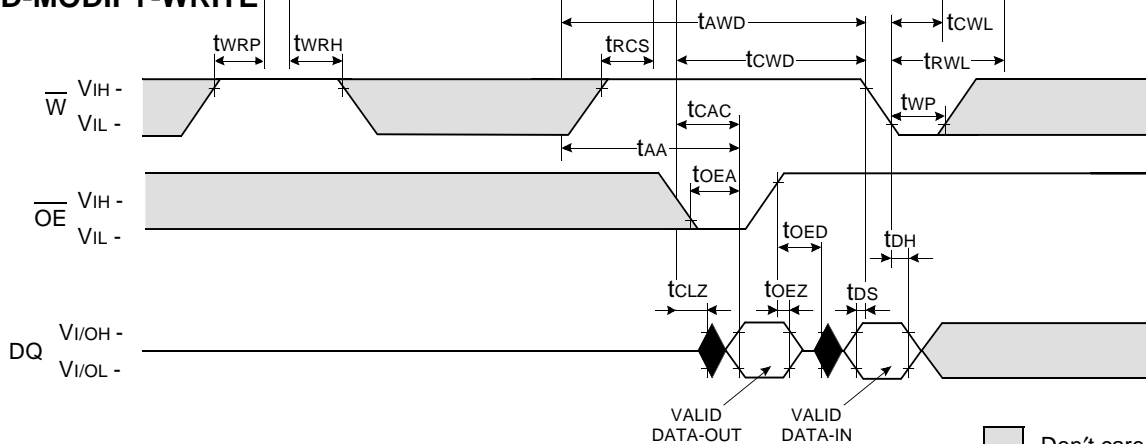 D-MODIFY-WRITE
tAWD
tCWL
tWRP
tWRH
tRCS
tCWD
tRWL
W
VIH -
VIL -
tWP
tCAC
tAA
tOEA
OE
VIH -
VIL -
tOED
tDH
tCLZ
tOEZ
tDS
DQ
VI/OH -
VI/OL -
VALID
DATA-OUT
VALID
DATA-IN
Don't care